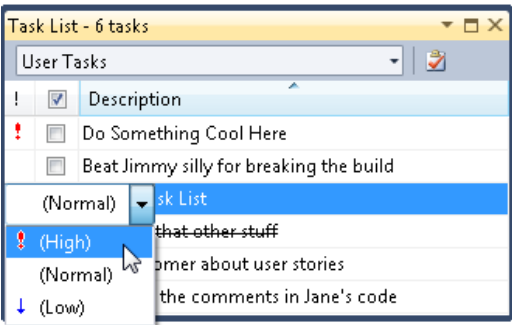 Task List - 6 tasks
User Tasks
! Description
Do Something Cool Here
Beat Jimmy silly for breaking the build
(Normal) sk List
(High) that other stuff
(Normal) omer about user stories
(Low) the comments in Jane's code